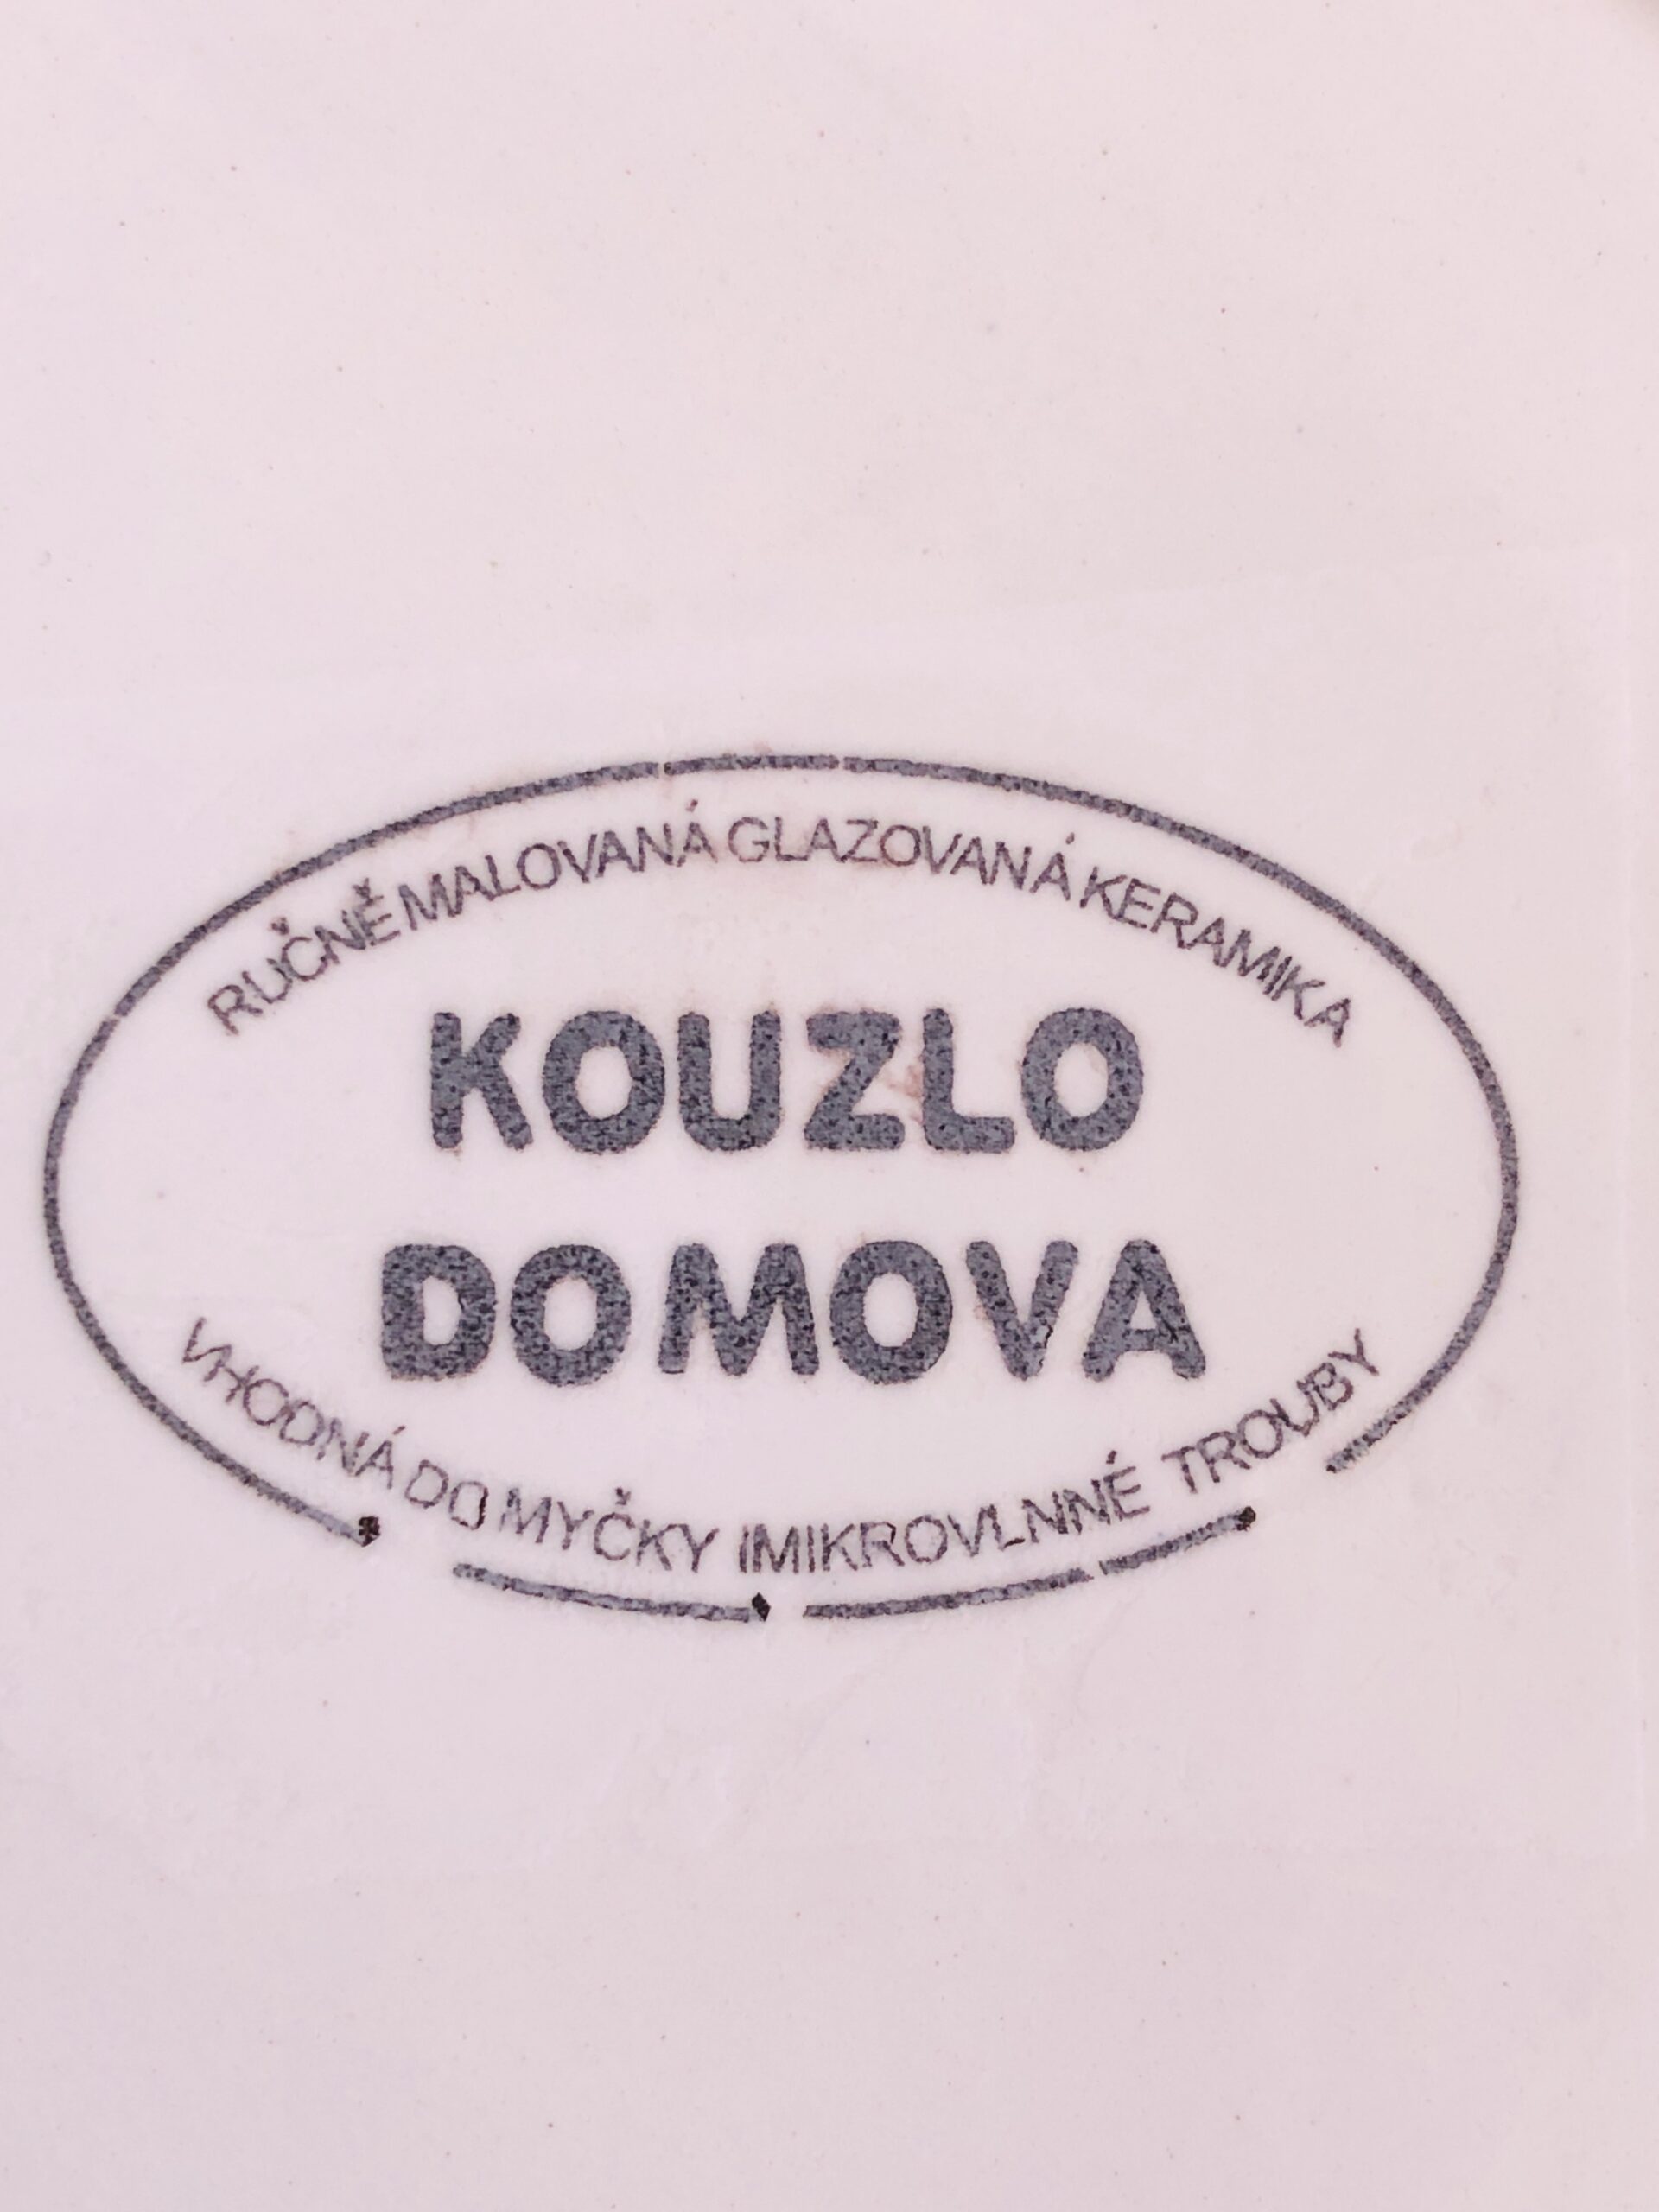 RUČNĚ MALOVANÁ GLAZOVANÁ KERAMIKA
KOUZLO
DOMOVA
VHODNÁ DO MYČKY IMIKROVLNNÉ TROUBY